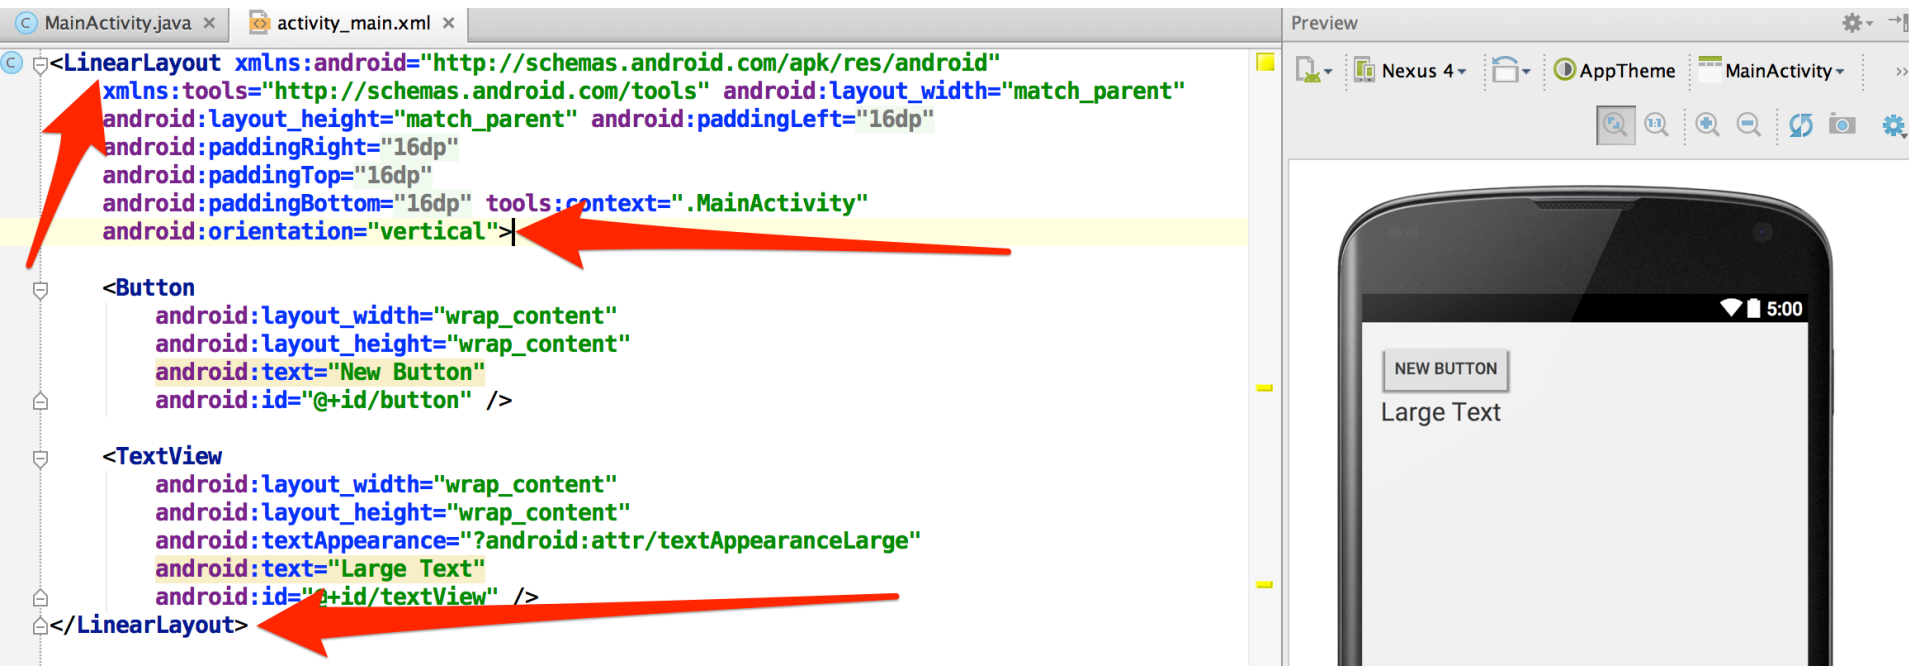 MainActivity.java
activity_main.xml
Preview
<LinearLayout xmlns:android="http://schemas.android.com/apk/res/android"
xmlns:tools="http://schemas.android.com/tools" android:layout_width="match_parent"
android:layout_height="match_parent" android:paddingLeft="16dp"
android:paddingRight="16dp"
android:paddingTop="16dp"
android:paddingBottom="16dp" tools:context=".MainActivity"
android:orientation="vertical">
<Button
android:layout_width="wrap_content"
android:layout_height="wrap_content"
android:text="New Button"
android:id="@+id/button" />
<TextView
android:layout_width="wrap_content"
android:layout_height="wrap_content"
android:textAppearance="?android:attr/textAppearanceLarge"
android:text="Large Text"
android:id="@+id/textView" />
</LinearLayout>
Nexus 4
AppTheme
MainActivity
5:00
NEW BUTTON
Large Text